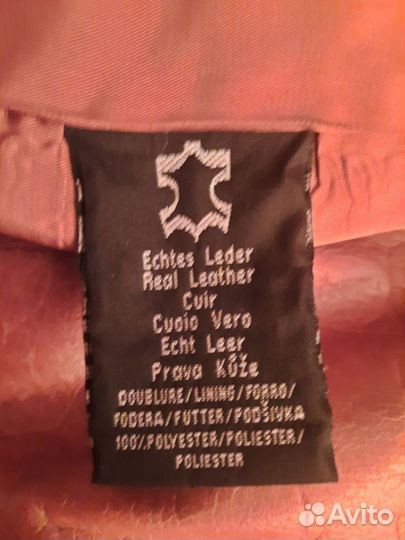 Echtes Leder
Real Leather
Cuir
Cuoio Vero
Echt Leer
Prava Kůže
DOUBLURE/LINING/FORRO/
FODERA/FUTTER/PODŠIVKA
100%POLYESTER/POLIESTER/
POLIESTER
Avito